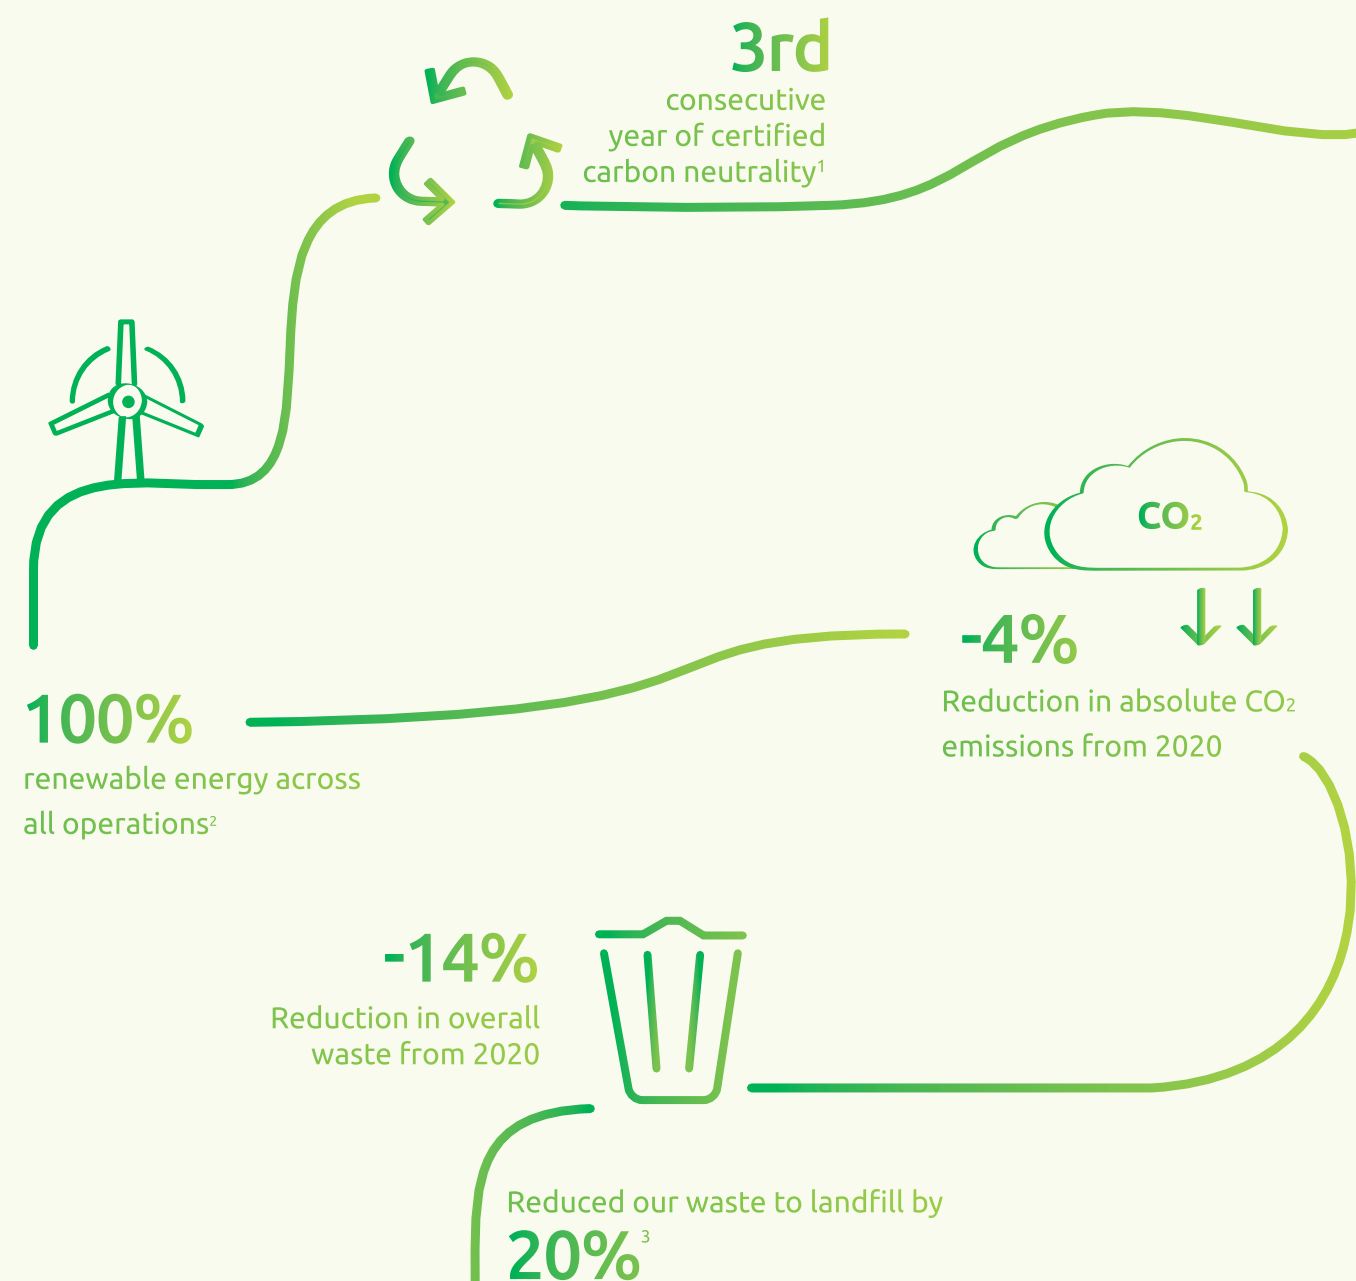 3rd
consecutive
year of certified
carbon neutrality¹
CO₂
-4%
Reduction in absolute CO₂
emissions from 2020
100%
renewable energy across
all operations²
-14%
Reduction in overall
waste from 2020
Reduced our waste to landfill by
20%³